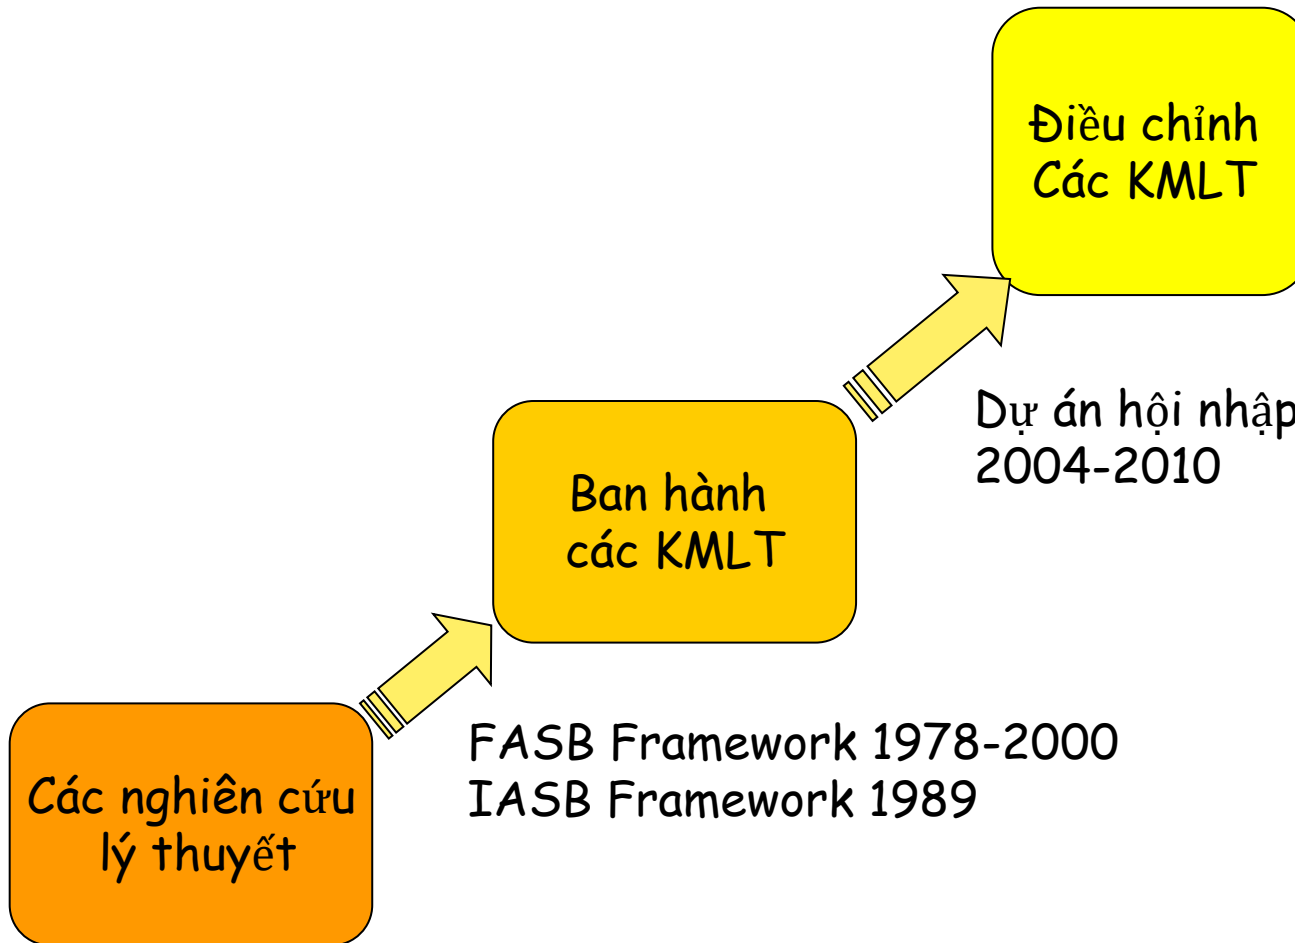 Điều chỉnh
Các KMLT
Dự án hội nhập
2004-2010
Ban hành
các KMLT
FASB Framework 1978-2000
IASB Framework 1989
Các nghiên cứu
lý thuyết